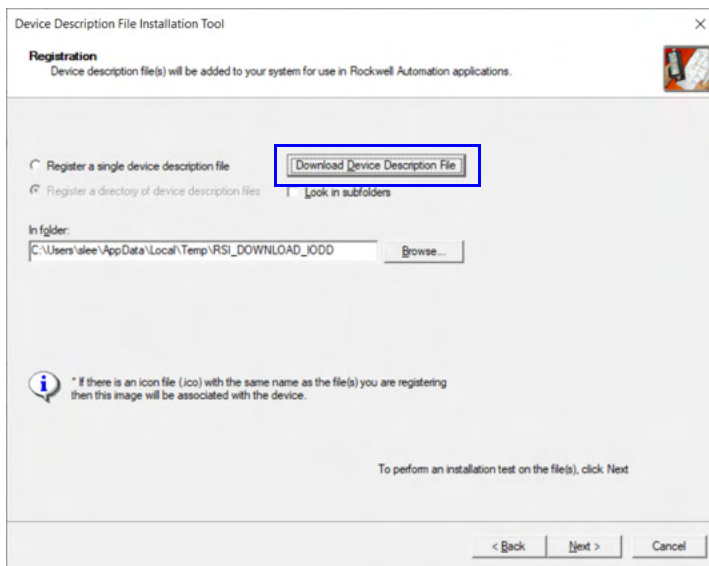 Device Description File Installation Tool
Registration
Device description file(s) will be added to your system for use in Rockwell Automation applications.
Register a single device description file
Download Device Description File
Register a directory of device description files
Look in subfolders
In folder:
C:\Users\slee\AppData\Local\Temp\RSI_DOWNLOAD_IODD
Browse...
* If there is an icon file (.ico) with the same name as the file(s) you are registering
then this image will be associated with the device.
To perform an installation test on the file(s), click Next
< Back
Next >
Cancel